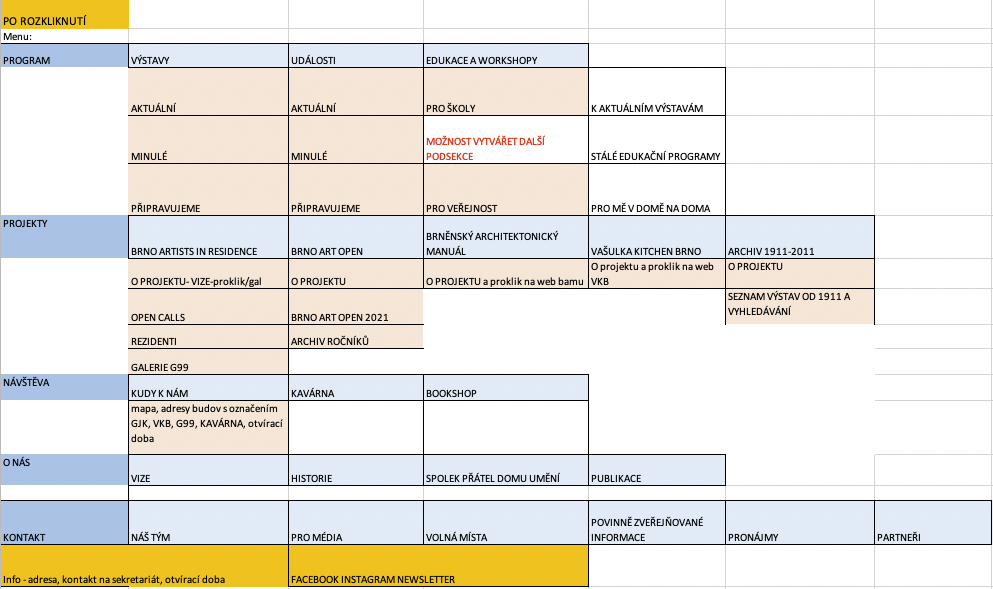 PO ROZKLIKNUTÍ
Menu:
PROGRAM
VÝSTAVY
UDÁLOSTI
EDUKACE A WORKSHOPY
AKTUÁLNÍ
AKTUÁLNÍ
PRO ŠKOLY
K AKTUÁLNÍM VÝSTAVÁM
MINULÉ
MINULÉ
MOŽNOST VYTVÁŘET DALŠÍ
PODSEKCE
STÁLÉ EDUKAČNÍ PROGRAMY
PŘIPRAVUJEME
PŘIPRAVUJEME
PRO VEŘEJNOST
PRO MĚ V DOMĚ NA DOMA
PROJEKTY
BRNO ARTISTS IN RESIDENCE
BRNO ART OPEN
BRNĚNSKÝ ARCHITEKTONICKÝ
MANUÁL
VAŠULKA KITCHEN BRNO
ARCHIV 1911-2011
O PROJEKTU- VIZE-proklik/gal
O PROJEKTU
O PROJEKTU a proklik na web bamu
O projektu a proklik na web
VKB
O PROJEKTU
OPEN CALLS
BRNO ART OPEN 2021
SEZNAM VÝSTAV OD 1911 A
VYHLEDÁVÁNÍ
REZIDENTI
ARCHIV ROČNÍKŮ
GALERIE G99
NÁVŠTĚVA
KUDY K NÁM
KAVÁRNA
BOOKSHOP
mapa, adresy budov s označením
GJK, VKB, G99, KAVÁRNA, otvírací
doba
O NÁS
VIZE
HISTORIE
SPOLEK PŘÁTEL DOMU UMĚNÍ
PUBLIKACE
KONTAKT
NÁŠ TÝM
PRO MÉDIA
VOLNÁ MÍSTA
POVINNĚ ZVEŘEJŇOVANÉ
INFORMACE
PRONÁJMY
PARTNEŘI
Info - adresa, kontakt na sekretariát, otvírací doba
FACEBOOK INSTAGRAM NEWSLETTER